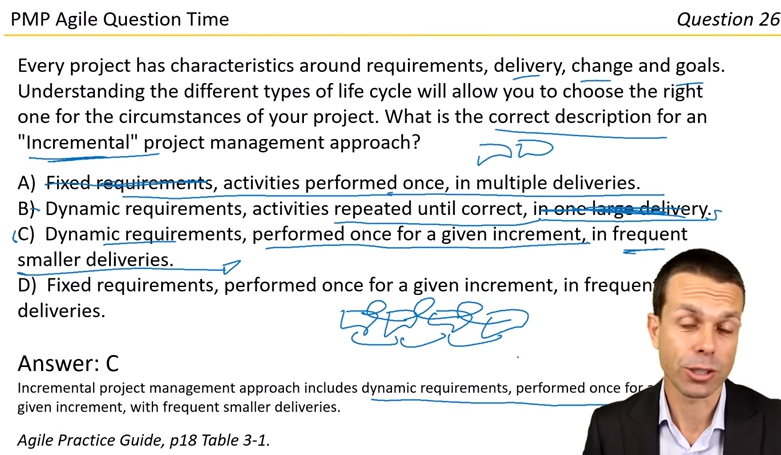 PMP Agile Question Time
Question 26
Every project has characteristics around requirements, delivery, change and goals.
Understanding the different types of life cycle will allow you to choose the right
one for the circumstances of your project. What is the correct description for an
"Incremental" project management approach?
A) Fixed requirements, activities performed once, in multiple deliveries.
B) Dynamic requirements, activities repeated until correct, in one large delivery.
C) Dynamic requirements, performed once for a given increment, in frequent
smaller deliveries.
D) Fixed requirements, performed once for a given increment, in
deliveries.
Answer: C
Incremental project management approach includes dynamic requirements, performed once for
given increment, with frequent smaller deliveries.
Agile Practice Guide, p18 Table 3-1.